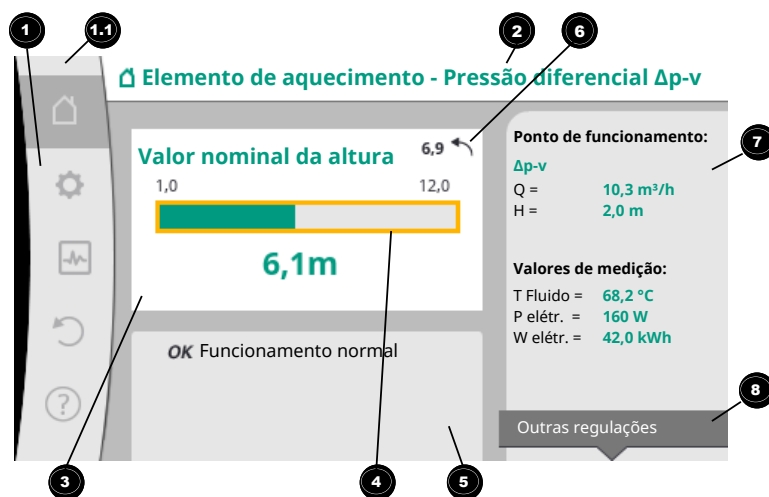 1
1.1
2
6
Elemento de aquecimento - Pressão diferencial Δp-v
Valor nominal da altura
6,9
1,0
12,0
6,1m
OK Funcionamento normal
Ponto de funcionamento:
7
Δp-v
Q = 10,3 m³/h
H = 2,0 m
Valores de medição:
T Fluido = 68,2 °C
P elétr. = 160 W
W elétr. = 42,0 kWh
8
Outras regulações
?
3
4
5